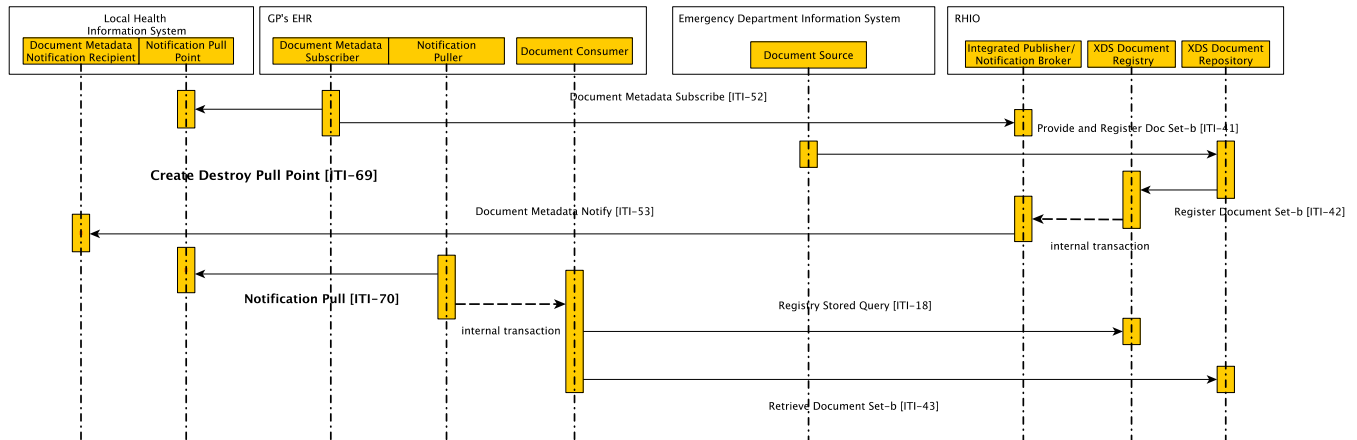 Local Health
Information System
GP's EHR
Emergency Department Information System
RHIO
Document Metadata
Notification Recipient
Notification Pull
Point
Document Metadata
Subscriber
Notification
Puller
Document Consumer
Document Source
Integrated Publisher/
Notification Broker
XDS Document
Registry
XDS Document
Repository
Document Metadata Subscribe [ITI-52]
Provide and Register Doc Set-b [ITI-41]
Create Destroy Pull Point [ITI-69]
Document Metadata Notify [ITI-53]
Register Document Set-b [ITI-42]
internal transaction
Notification Pull [ITI-70]
Registry Stored Query [ITI-18]
internal transaction
Retrieve Document Set-b [ITI-43]